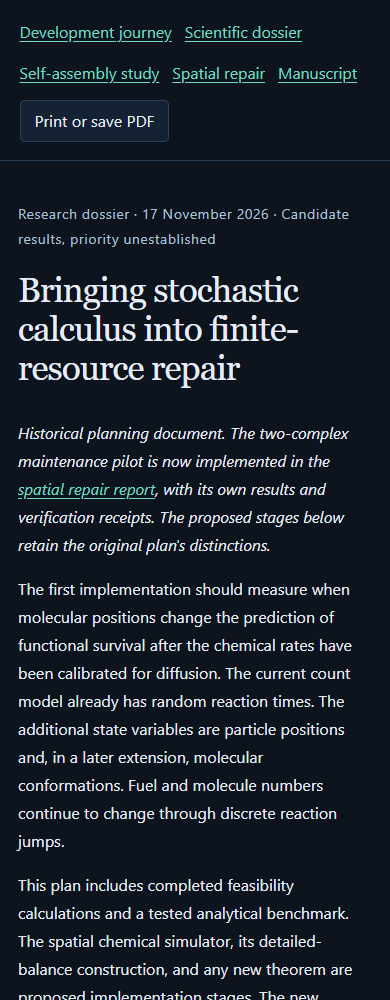 Development journey Scientific dossier
Self-assembly study Spatial repair Manuscript
Print or save PDF
Research dossier · 17 November 2026 · Candidate
results, priority unestablished
Bringing stochastic
calculus into finite-
resource repair
Historical planning document. The two-complex
maintenance pilot is now implemented in the
spatial repair report, with its own results and
verification receipts. The proposed stages below
retain the original plan's distinctions.
The first implementation should measure when
molecular positions change the prediction of
functional survival after the chemical rates have
been calibrated for diffusion. The current count
model already has random reaction times. The
additional state variables are particle positions
and, in a later extension, molecular
conformations. Fuel and molecule numbers
continue to change through discrete reaction
jumps.
This plan includes completed feasibility
calculations and a tested analytical benchmark.
The spatial chemical simulator, its detailed-
balance construction, and any new theorem are
proposed implementation stages. The new